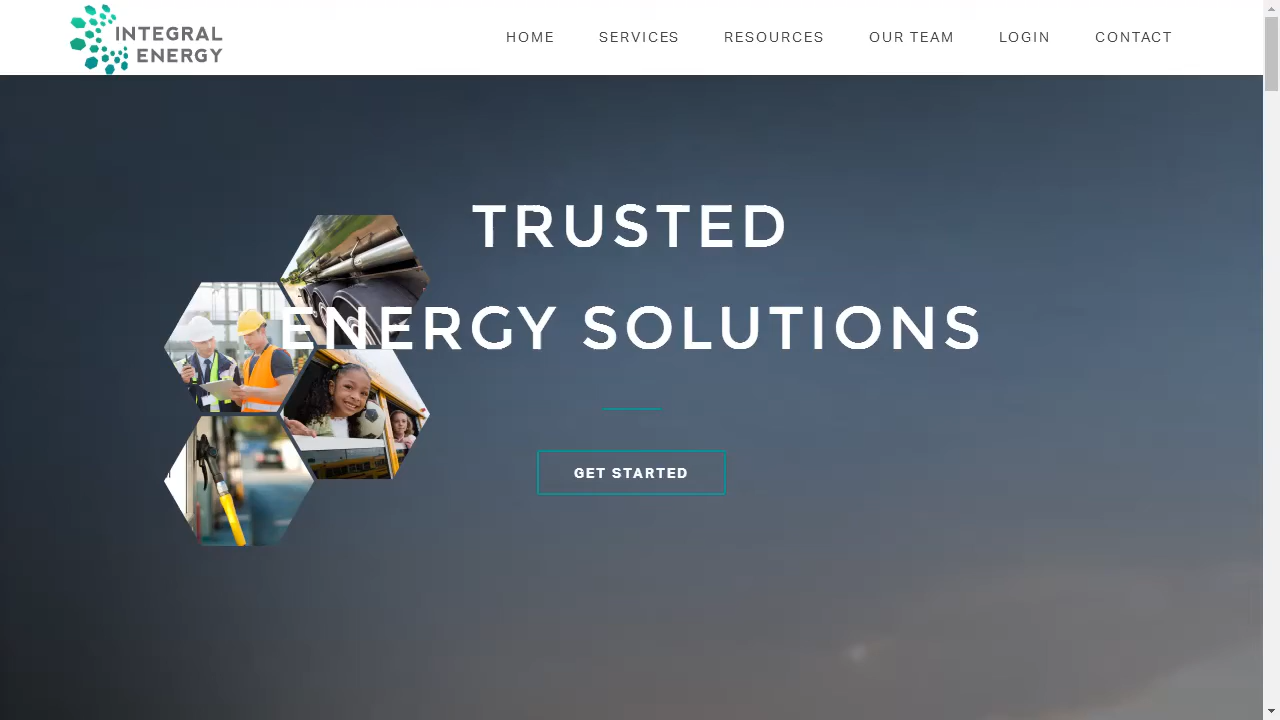 INTEGRAL
ENERGY
HOME SERVICES RESOURCES OUR TEAM LOGIN CONTACT
TRUSTED
ENERGY SOLUTIONS
GET STARTED